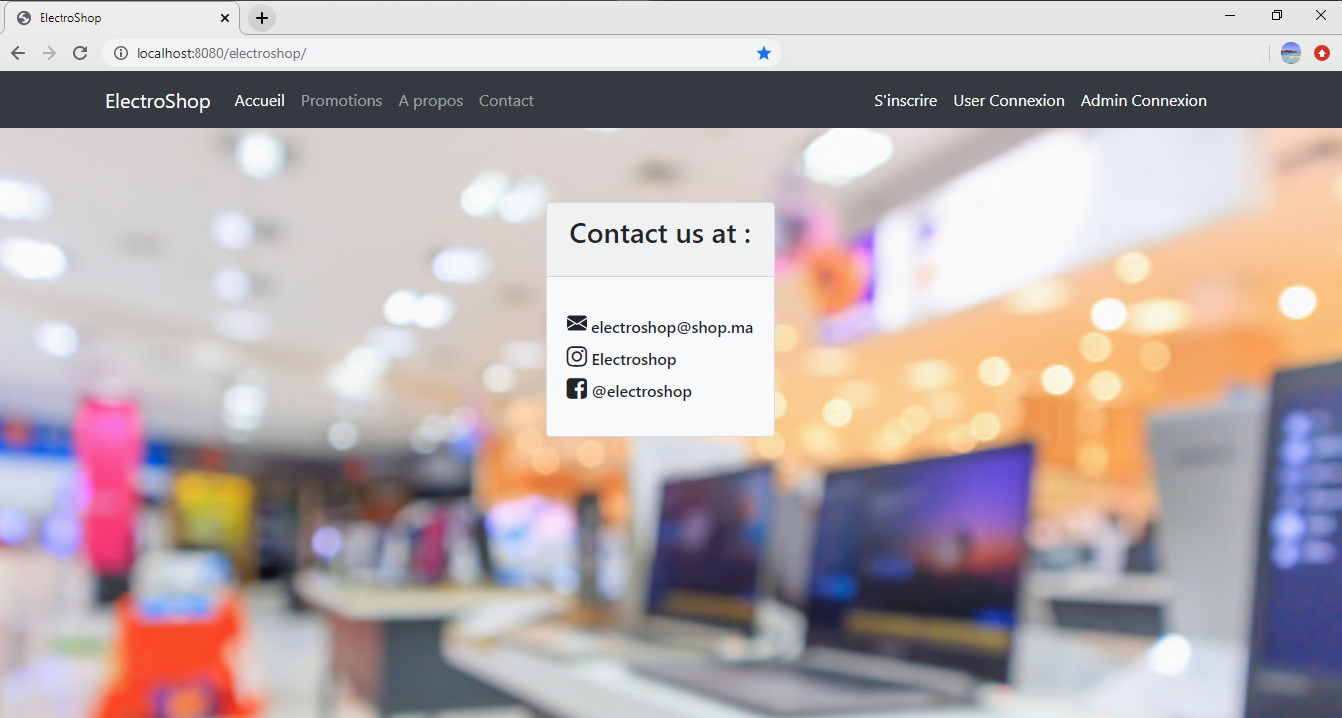 ElectroShop
localhost:8080/electroshop/
ElectroShop Accueil Promotions A propos Contact S'inscrire User Connexion Admin Connexion
Contact us at :
electroshop@shop.ma
Electroshop
@electroshop